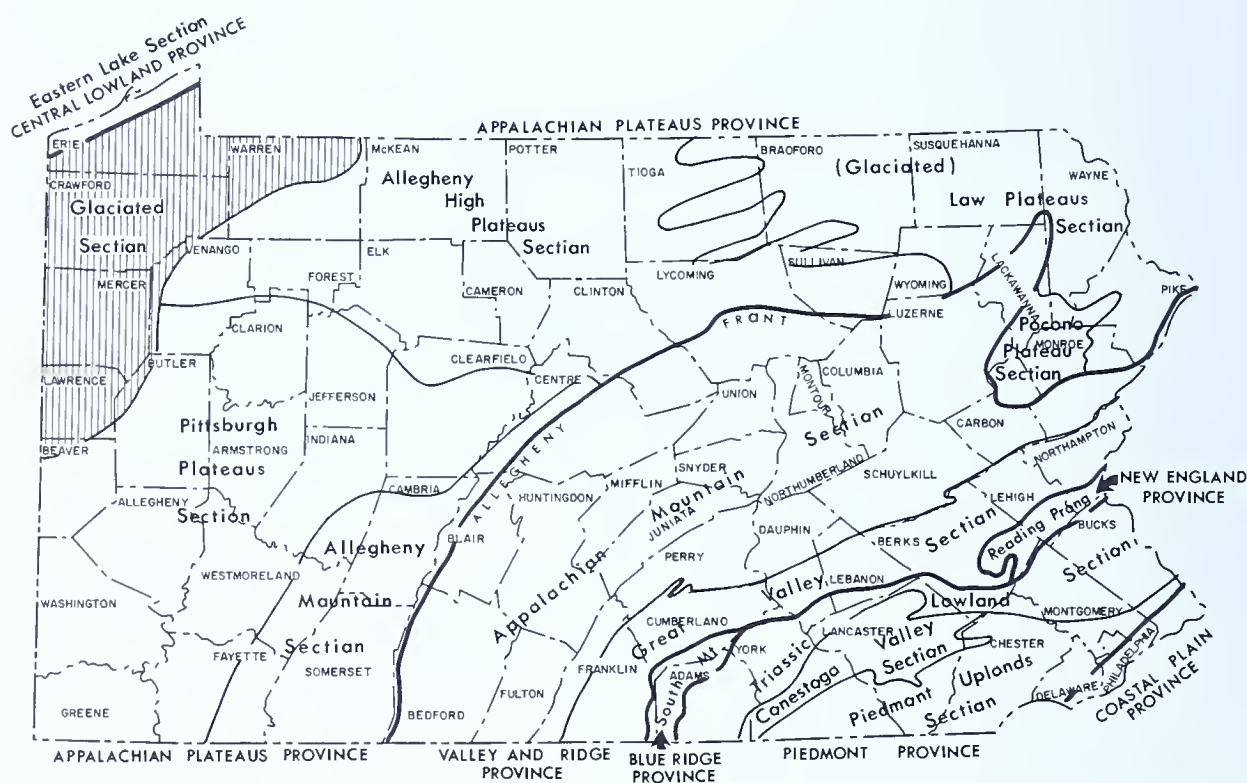 Eastern Lake Section
CENTRAL LOWLAND PROVINCE
APPALACHIAN PLATEAUS PROVINCE
ERIE
WARREN
McKEAN
POTTER
TIOGA
BRAOFORO
SUSQUEHANNA
(Glaciated)
WAYNE
CRAWFORD
Glaciated
Section
Allegheny
High
Plateaus
Section
Law Plateaus
Section
VENANGO
ELK
FOREST
CAMERON
CLINTON
LYCOMING
SULLIVAN
WYOMING
LACKAWANNA
PIKE
MERCER
CLARION
CLEARFIELD
CENTRE
ALLEGHENY FRANT
LUZERNE
Pocono
MONROE
Plateau
Section
BUTLER
LAWRENCE
JEFFERSON
UNION
MONTOUR
COLUMBIA
CARBON
Pittsburgh
Plateaus
Section
ARMSTRONG
INDIANA
BEAVER
ALLEGHENY
CAMBRIA
BLAIR
HUNTINGDON
MIFFLIN
SNYDER
JUNIATA
NORTHUMBERLAND
SCHUYLKILL
NORTHAMPTON
LEHIGH
NEW ENGLAND
PROVINCE
Appalachian Mountain Section
Allegheny
Mountain
Section
WESTMORELAND
WASHINGTON
GREENE
FAYETTE
SOMERSET
BEDFORD
FULTON
FRANKLIN
PERRY
DAUPHIN
BERKS
LEBANON
CUMBERLANO
Great Valley Section
Reading Prang
BUCKS
MONTGOMERY
Triassic Lowland Section
ADAMS
YORK
South Mt
LANCASTER
Conestoga Valley
Section
CHESTER
Piedmont Uplands
Section
DELAWARE
PHILADELPHIA
COASTAL PLAIN
PROVINCE
APPALACHIAN PLATEAUS PROVINCE
VALLEY AND RIDGE
PROVINCE
BLUE RIDGE
PROVINCE
PIEDMONT PROVINCE